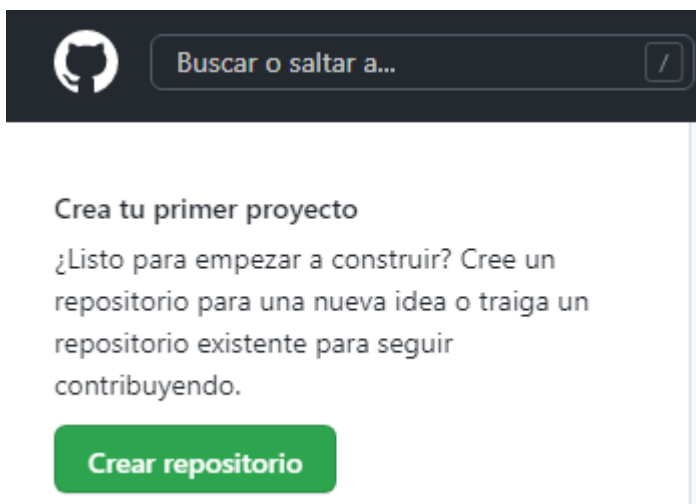 Buscar o saltar a...
/
Crea tu primer proyecto
¿Listo para empezar a construir? Cree un
repositorio para una nueva idea o traiga un
repositorio existente para seguir
contribuyendo.
Crear repositorio